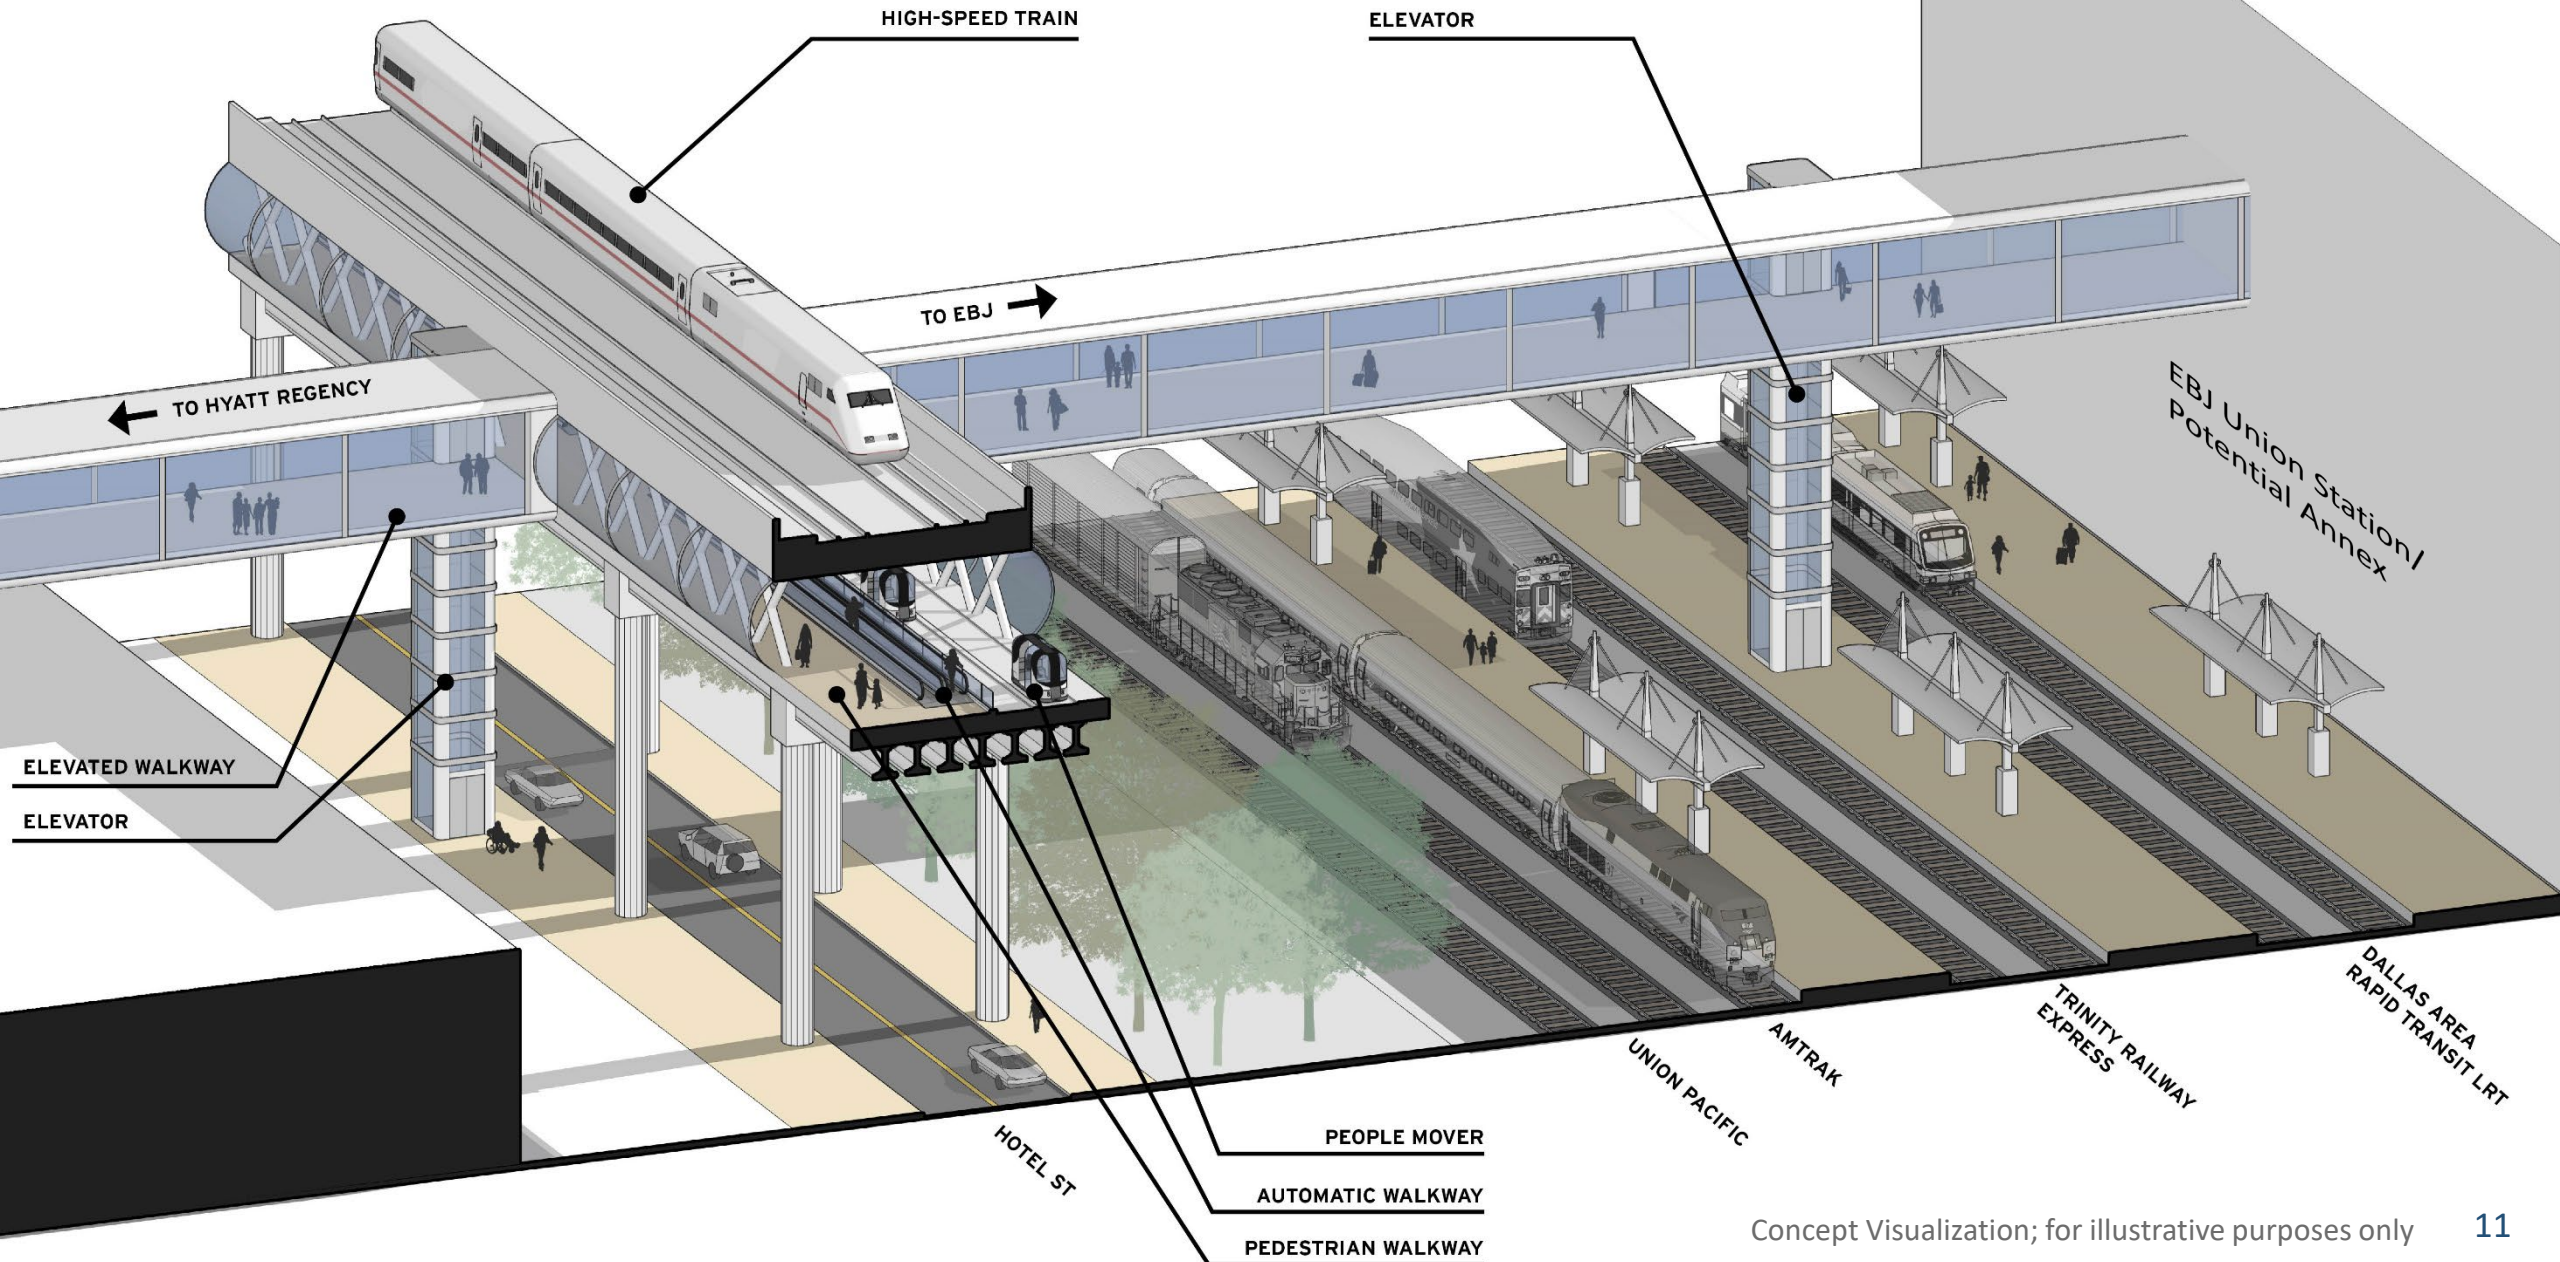 HIGH-SPEED TRAIN
ELEVATOR
TO EBJ
TO HYATT REGENCY
EBJ Union Station/
Potential Annex
ELEVATED WALKWAY
ELEVATOR
DALLAS AREA
RAPID TRANSIT LRT
TRINITY RAILWAY
EXPRESS
AMTRAK
UNION PACIFIC
HOTEL ST
PEOPLE MOVER
AUTOMATIC WALKWAY
PEDESTRIAN WALKWAY
Concept Visualization; for illustrative purposes only
11